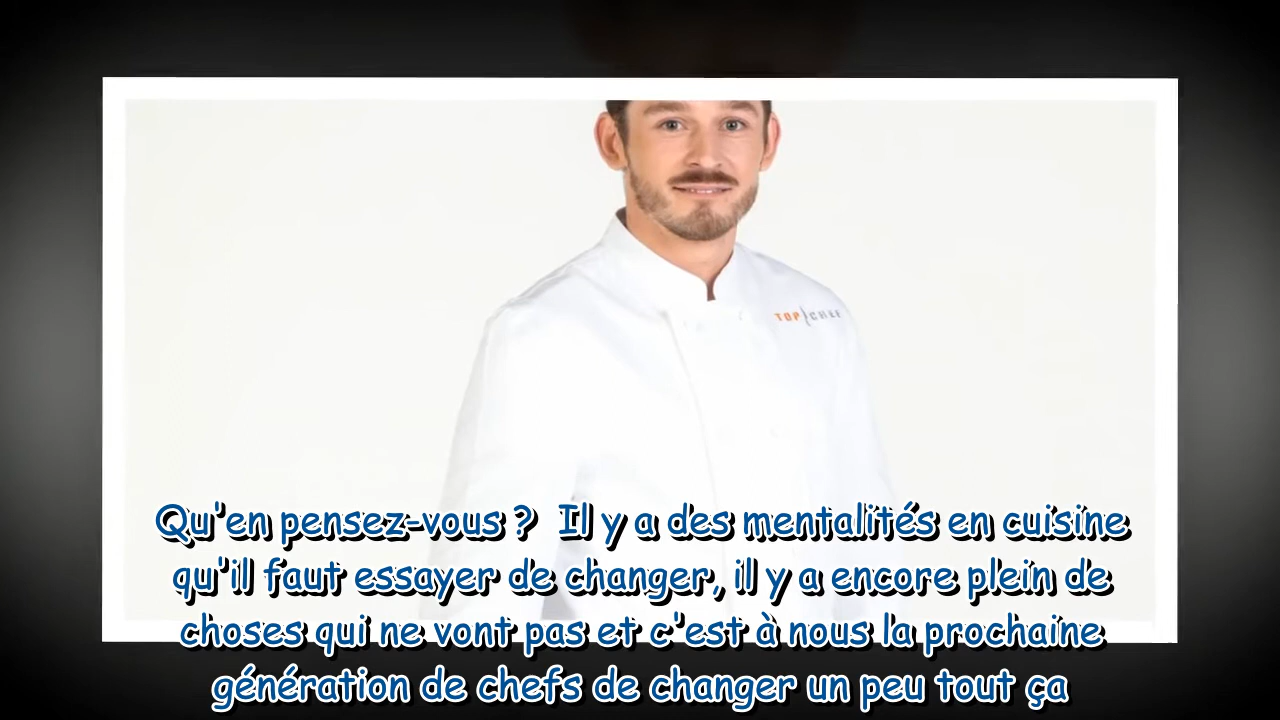 TOP CHEF
Qu'en pensez-vous ? Il y a des mentalités en cuisine
qu'il faut essayer de changer, il y a encore plein de
choses qui ne vont pas et c'est à nous la prochaine
génération de chefs de changer un peu tout ça